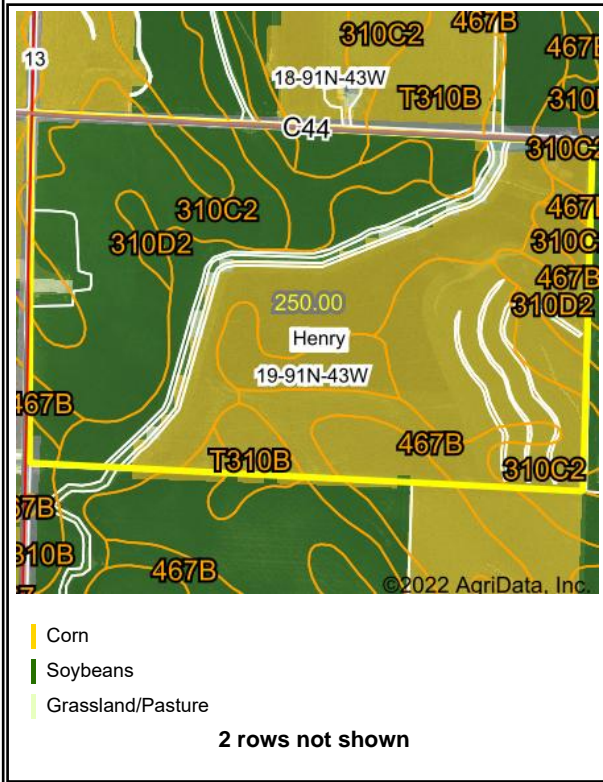 310C2
467B
467B
13
18-91N-43W
T310B
310
C44
310C2
310C2
467
310D2
310C
250.00
467B
310D2
Henry
19-91N-43W
467B
467B
T310B
310C2
7B
310B
467B
©2022 AgriData, Inc.
Corn
Soybeans
Grassland/Pasture
2 rows not shown